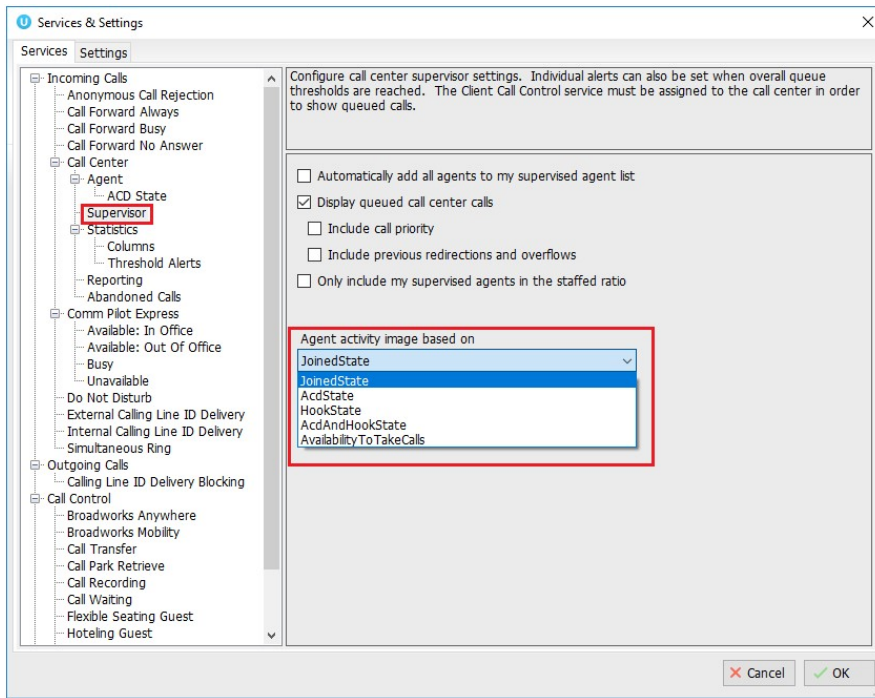 Services & Settings
Services Settings
Incoming Calls
Anonymous Call Rejection
Call Forward Always
Call Forward Busy
Call Forward No Answer
Call Center
Agent
ACD State
Supervisor
Statistics
Columns
Threshold Alerts
Reporting
Abandoned Calls
Comm Pilot Express
Available: In Office
Available: Out Of Office
Busy
Unavailable
Do Not Disturb
External Calling Line ID Delivery
Internal Calling Line ID Delivery
Simultaneous Ring
Outgoing Calls
Calling Line ID Delivery Blocking
Call Control
Broadworks Anywhere
Broadworks Mobility
Call Transfer
Call Park Retrieve
Call Recording
Call Waiting
Flexible Seating Guest
Hoteling Guest
Configure call center supervisor settings. Individual alerts can also be set when overall queue
thresholds are reached. The Client Call Control service must be assigned to the call center in order
to show queued calls.
Automatically add all agents to my supervised agent list
Display queued call center calls
Include call priority
Include previous redirections and overflows
Only include my supervised agents in the staffed ratio
Agent activity image based on
JoinedState
JoinedState
AcdState
HookState
AcdAndHookState
AvailabilityToTakeCalls
Cancel
OK